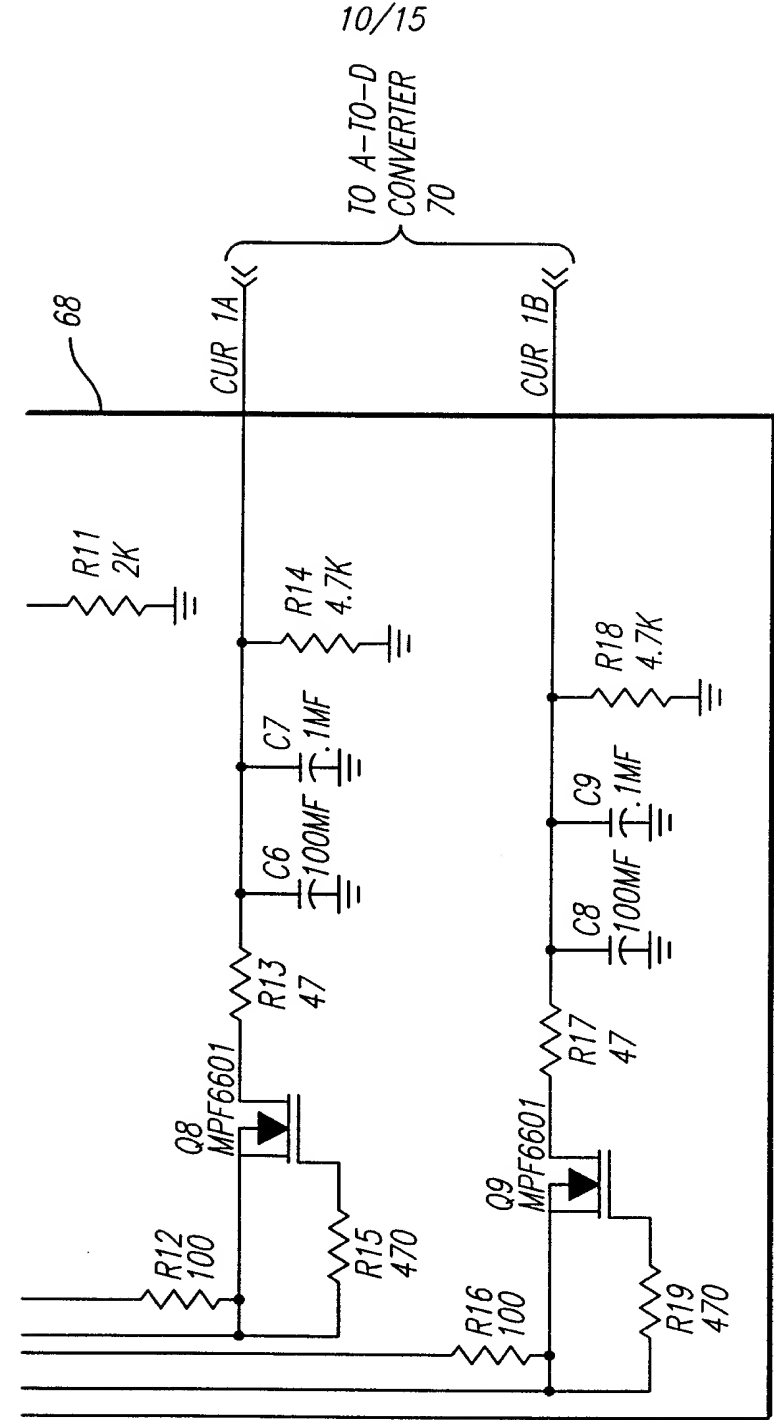 10/15
TO A-TO-D
CONVERTER
70
68
CUR 1A
CUR 1B
R11
2K
R14
4.7K
C7
.1MF
C6
100MF
R13
47
Q8
MPF6601
R12
100
R15
470
R18
4.7K
C9
.1MF
C8
100MF
R17
47
Q9
MPF6601
R16
100
R19
470